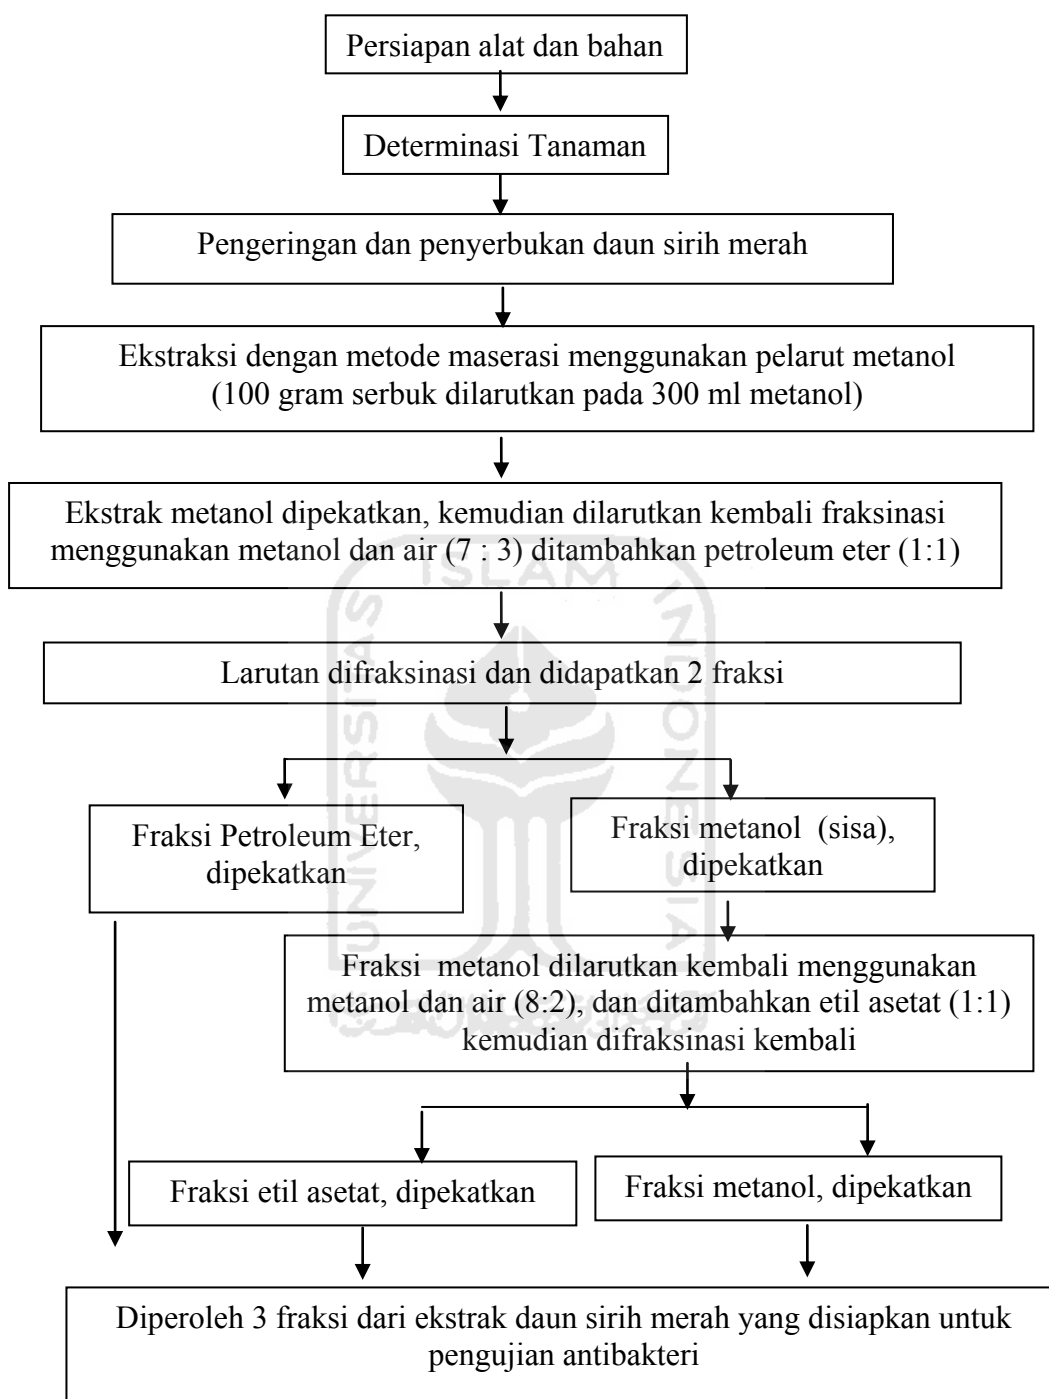 Persiapan alat dan bahan
Determinasi Tanaman
Pengeringan dan penyerbukan daun sirih merah
Ekstraksi dengan metode maserasi menggunakan pelarut metanol
(100 gram serbuk dilarutkan pada 300 ml metanol)
Ekstrak metanol dipekatkan, kemudian dilarutkan kembali fraksinasi
menggunakan metanol dan air (7 : 3) ditambahkan petroleum eter (1:1)
Larutan difraksinasi dan didapatkan 2 fraksi
Fraksi Petroleum Eter,
dipekatkan
Fraksi metanol (sisa),
dipekatkan
Fraksi metanol dilarutkan kembali menggunakan
metanol dan air (8:2), dan ditambahkan etil asetat (1:1)
kemudian difraksinasi kembali
Fraksi etil asetat, dipekatkan
Fraksi metanol, dipekatkan
Diperoleh 3 fraksi dari ekstrak daun sirih merah yang disiapkan untuk
pengujian antibakteri
UNIVERSITAS
ISLAM
INDONESIA